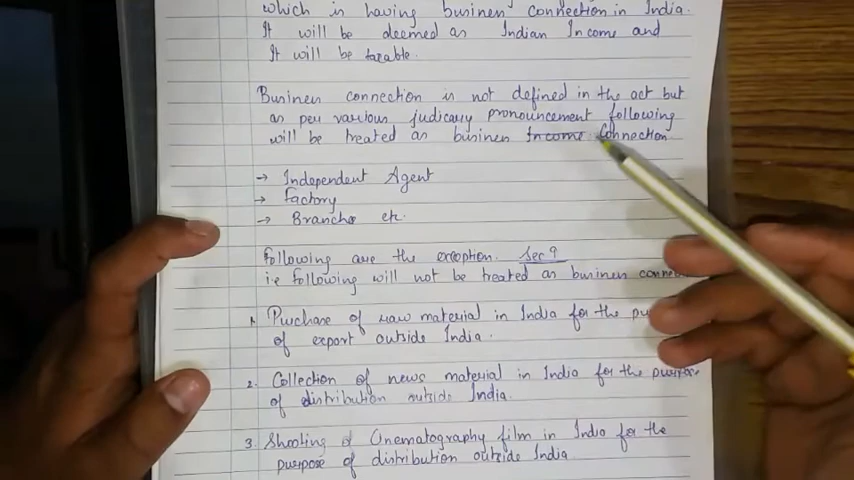 which is having business connection in India.
It will be deemed as Indian Income and
It will be taxable.
Business connection is not defined in the act but
as per various judicary pronouncement following
will be treated as business Income Connection
→ Independent Agent
→ Factory
→ Branche etc.
following are the exception. Sec 9
i.e following will not be treated as business
1. Purchase of raw material in India for the
of export outside India.
2. Collection of news material in India for the purpose
of distribution outside India.
3. Shooting of Cinematography film in India for the
purpose of distribution outside India